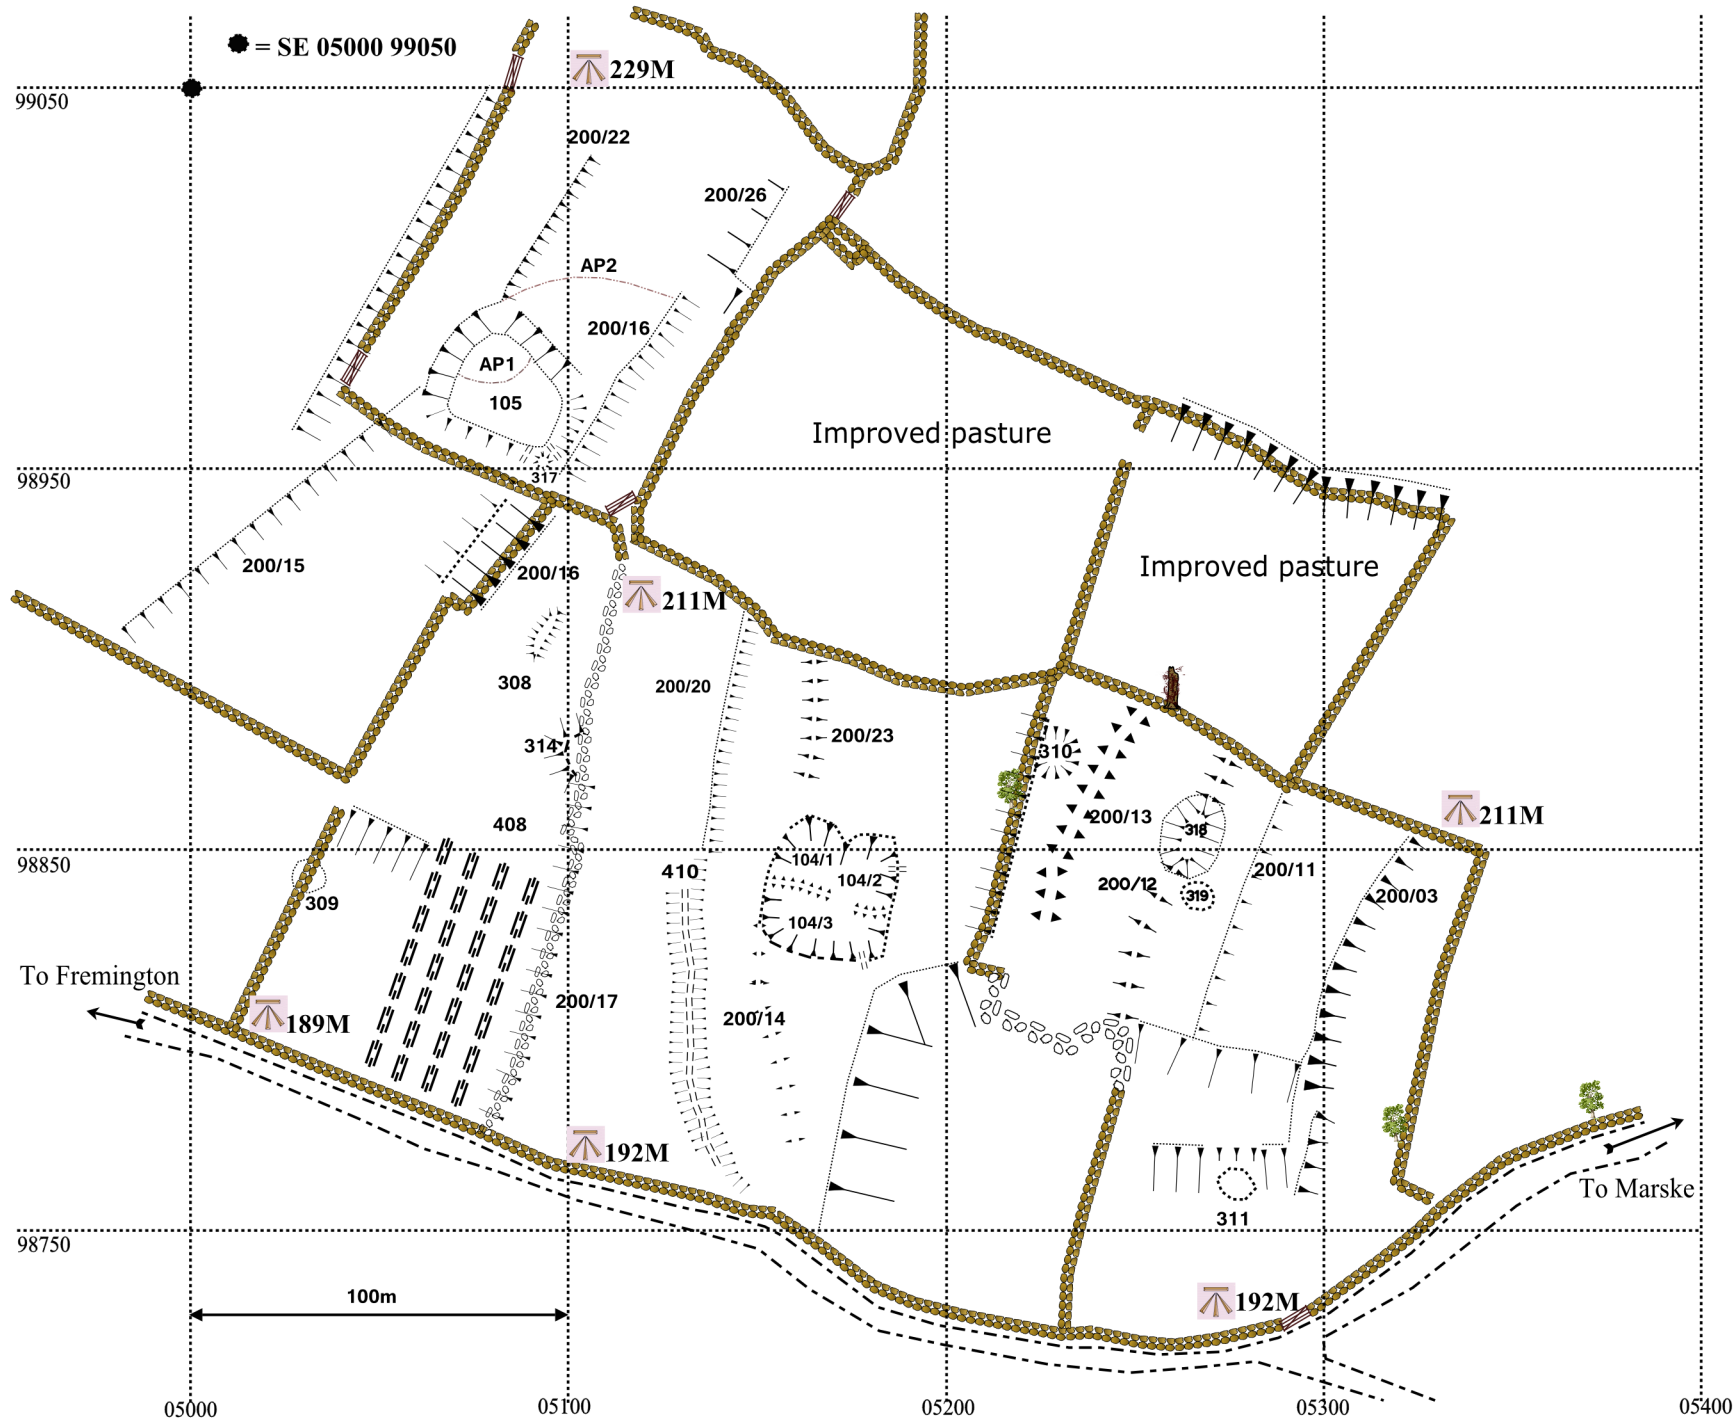 = SE 05000 99050
229M
99050
200/22
200/26
AP2
200/16
AP1
105
Improved pasture
98950
317
200/15
200/16
Improved pasture
211M
308
200/20
314
200/23
310
408
200/13
318
211M
98850
410
104/1
104/2
200/12
319
200/11
200/03
309
104/3
To Fremington
200/17
200/14
189M
192M
To Marske
311
98750
100m
192M
05000
05100
05200
05300
05400